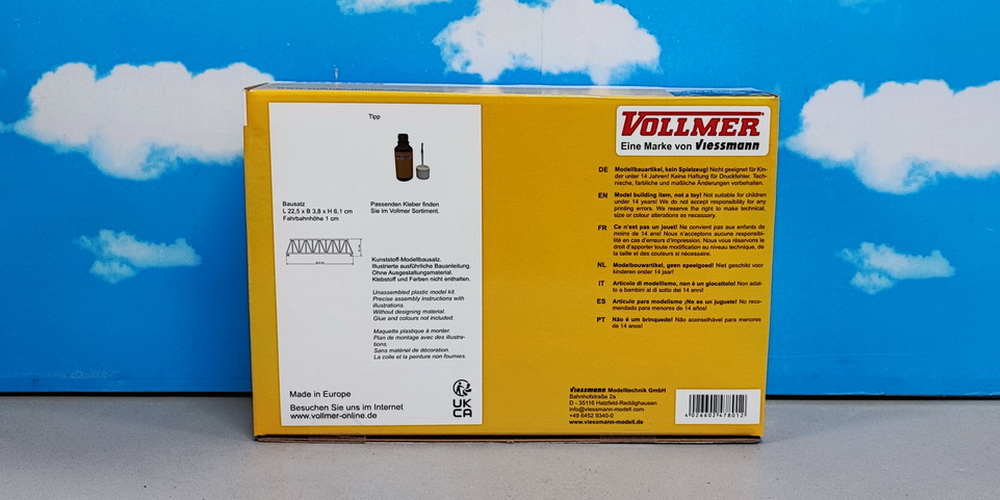 Tipp
Bausatz
L 22,5 x B 3,8 x H 6,1 cm
Fahrbahnhöhe 1 cm
Passenden Kleber finden
Sie im Vollmer Sortiment.
Kunststoff-Modellbausatz.
Illustrierte ausführliche Bauanleitung.
Ohne Ausgestaltungsmaterial.
Klebstoff und Farben nicht enthalten.
Unassembled plastic model kit.
Precise assembly instructions with
illustrations.
Without designing material.
Glue and colours not included.
Maquette plastique à monter.
Plan de montage avec des illustra-
tions.
Sans matériel de décoration.
La colle et la peinture non fournies.
Made in Europe
Besuchen Sie uns im Internet
www.vollmer-online.de
UK
CA
VOLLMER
Eine Marke von viessmann
DE Modellbauartikel, kein Spielzeug! Nicht geeignet für Kin-
der unter 14 Jahren! Keine Haftung für Druckfehler. Tech-
nische, farbliche und maßliche Änderungen vorbehalten.
EN Model building item, not a toy! Not suitable for children
under 14 years! We do not accept responsibility for any
printing errors. We reserve the right to make technical,
size or colour alterations as necessary.
FR Ce n'est pas un jouet! Ne convient pas aux enfants de
moins de 14 ans! Nous n'acceptons aucune responsibi-
lité en cas d'erreurs d'impression. Nous vous réservons le
droit d'apporter toute modification au niveau technique, de
la taille et des couleurs si nécessaire.
NL Modelbouwartikel, geen speelgoed! Niet geschikt voor
kinderen onder 14 jaar!
IT Articolo di modellismo, non è un giocattolo! Non adat-
to a bambini al di sotto dei 14 anni!
ES Artículo para modelismo ¡No es un juguete! No reco-
mendado para menores de 14 años!
PT Não é um brinquedo! Não aconselhável para menores
de 14 anos!
viessmann Modelltechnik GmbH
Bahnhofstraße 2a
D - 35116 Hatzfeld-Reddighausen
info@viessmann-modell.com
+49 6452 9340-0
www.viessmann-modell.de
4 026602 478012